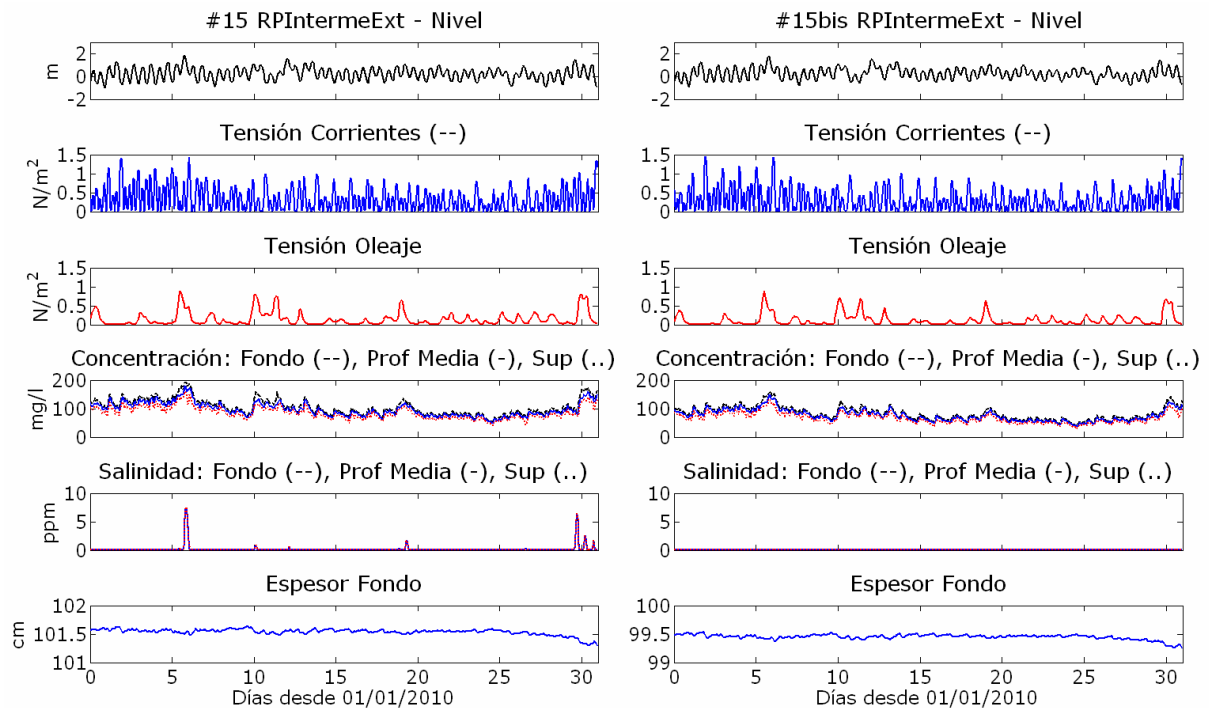 #15 RPIntermeExt - Nivel
2
0
-2
m
Tensión Corrientes (--)
1.5
1
0.5
0
N/m²
Tensión Oleaje
1.5
1
0.5
0
N/m²
Concentración: Fondo (--), Prof Media (-), Sup (..)
200
100
0
mg/l
Salinidad: Fondo (--), Prof Media (-), Sup (..)
10
5
0
ppm
Espesor Fondo
102
101.5
101
cm
0 5 10 15 20 25 30
Días desde 01/01/2010
#15bis RPIntermeExt - Nivel
2
0
-2
Tensión Corrientes (--)
1.5
1
0.5
0
Tensión Oleaje
1.5
1
0.5
0
Concentración: Fondo (--), Prof Media (-), Sup (..)
200
100
0
Salinidad: Fondo (--), Prof Media (-), Sup (..)
10
5
0
Espesor Fondo
100
99.5
99
0 5 10 15 20 25 30
Días desde 01/01/2010